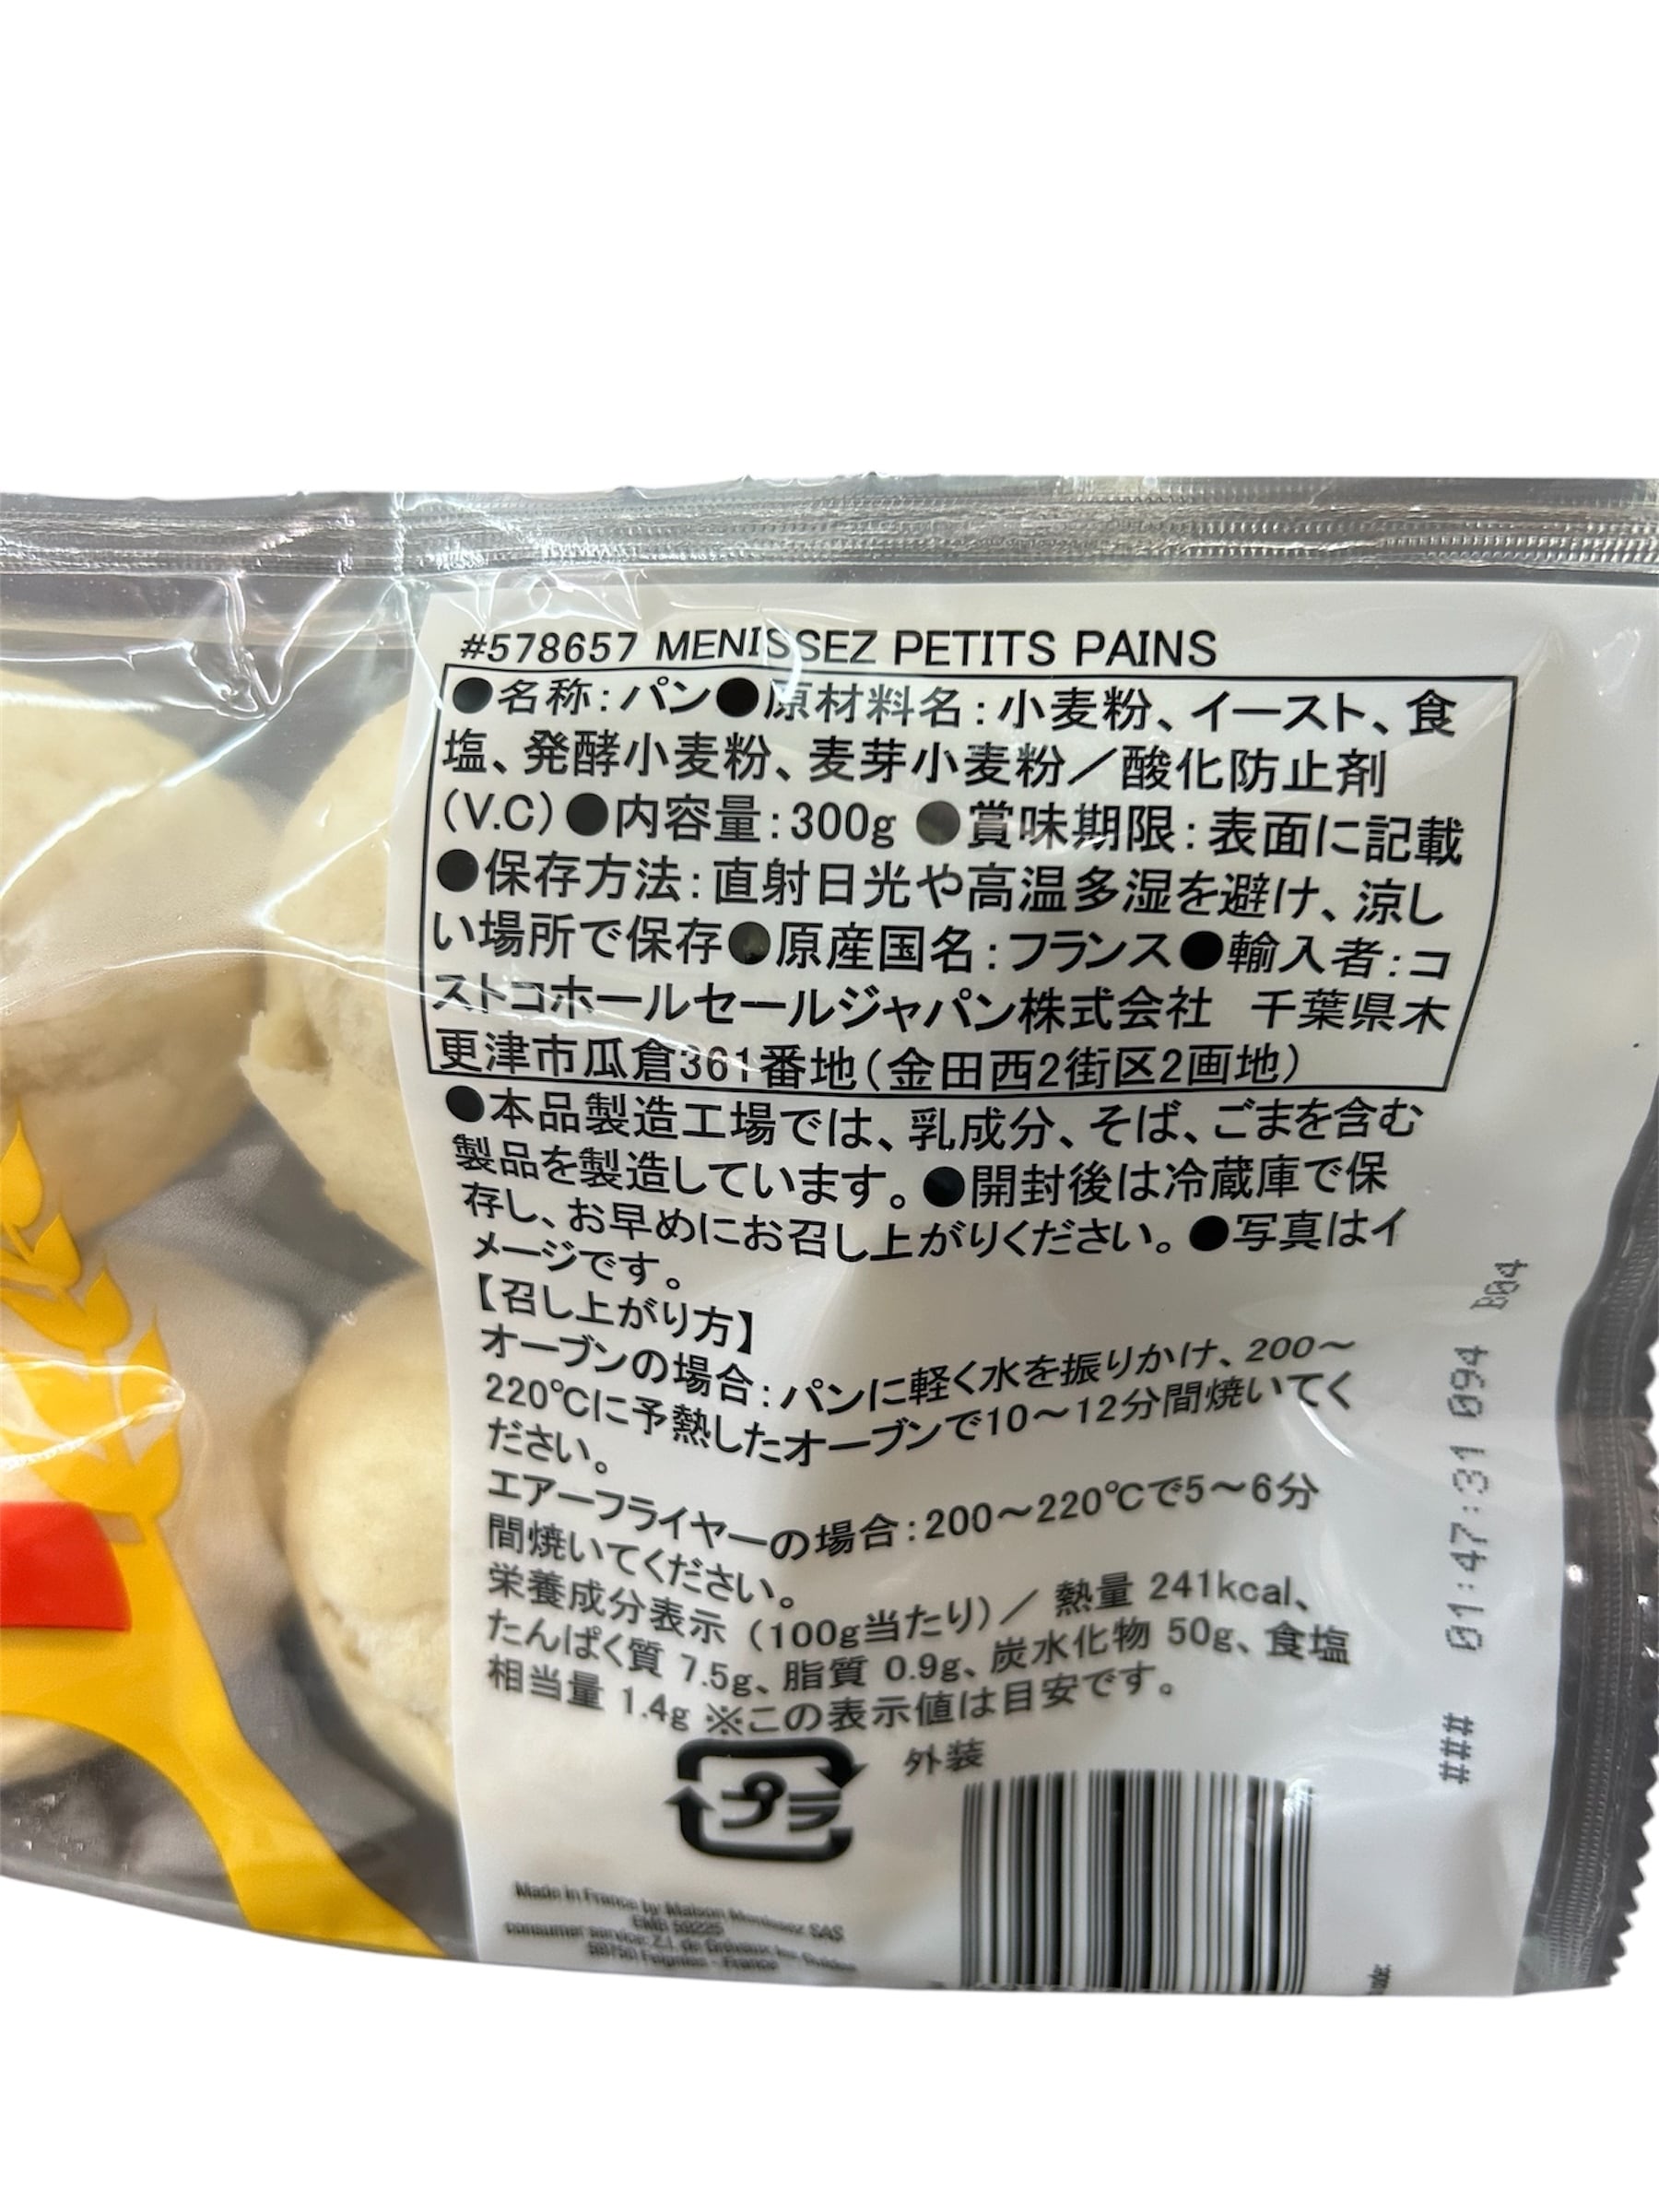 #578657 MENISSEZ PETITS PAINS
●名称:パン●原材料名:小麦粉、イースト、食
塩、発酵小麦粉、麦芽小麦粉／酸化防止剤
(V.C)●内容量:300g ●賞味期限:表面に記載
●保存方法:直射日光や高温多湿を避け、涼し
い場所で保存●原産国名:フランス●輸入者:コ
ストコホールセールジャパン株式会社 千葉県木
更津市瓜倉361番地(金田西2街区2画地)
●本品製造工場では、乳成分、そば、ごまを含む
製品を製造しています。●開封後は冷蔵庫で保
存し、お早めにお召し上がりください。●写真はイ
メージです。
【召し上がり方】
オーブンの場合:パンに軽く水を振りかけ、200～
220℃に予熱したオーブンで10～12分間焼いてく
ださい。
エアーフライヤーの場合:200～220℃で5～6分
間焼いてください。
栄養成分表示(100g当たり)／ 熱量 241kcal、
たんぱく質 7.5g、脂質 0.9g、炭水化物 50g、食塩
相当量 1.4g ※この表示値は目安です。
プラ
外装
Made in France by Maison Menissez SAS
EMB 59225
consumer service: Z.I. de Grévaux les Guides
59750 Feignies - France
### 01:47:31 094 B04